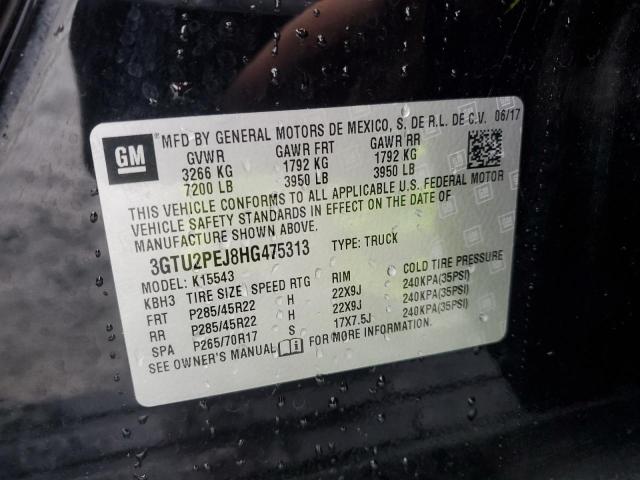 GM
® MFD BY GENERAL MOTORS DE MEXICO, S. DE R.L. DE C.V. 06/17
GVWR GAWR FRT GAWR RR
3266 KG 1792 KG 1792 KG
7200 LB 3950 LB 3950 LB
THIS VEHICLE CONFORMS TO ALL APPLICABLE U.S. FEDERAL MOTOR
VEHICLE SAFETY STANDARDS IN EFFECT ON THE DATE OF
MANUFACTURE SHOWN ABOVE.
3GTU2PEJ8HG475313 TYPE: TRUCK
MODEL: K15543
KBH3 TIRE SIZE SPEED RTG RIM COLD TIRE PRESSURE
FRT P285/45R22 H 22X9J 240KPA(35PSI)
RR P285/45R22 H 22X9J 240KPA(35PSI)
SPA P265/70R17 S 17X7.5J 240KPA(35PSI)
SEE OWNER'S MANUAL FOR MORE INFORMATION.